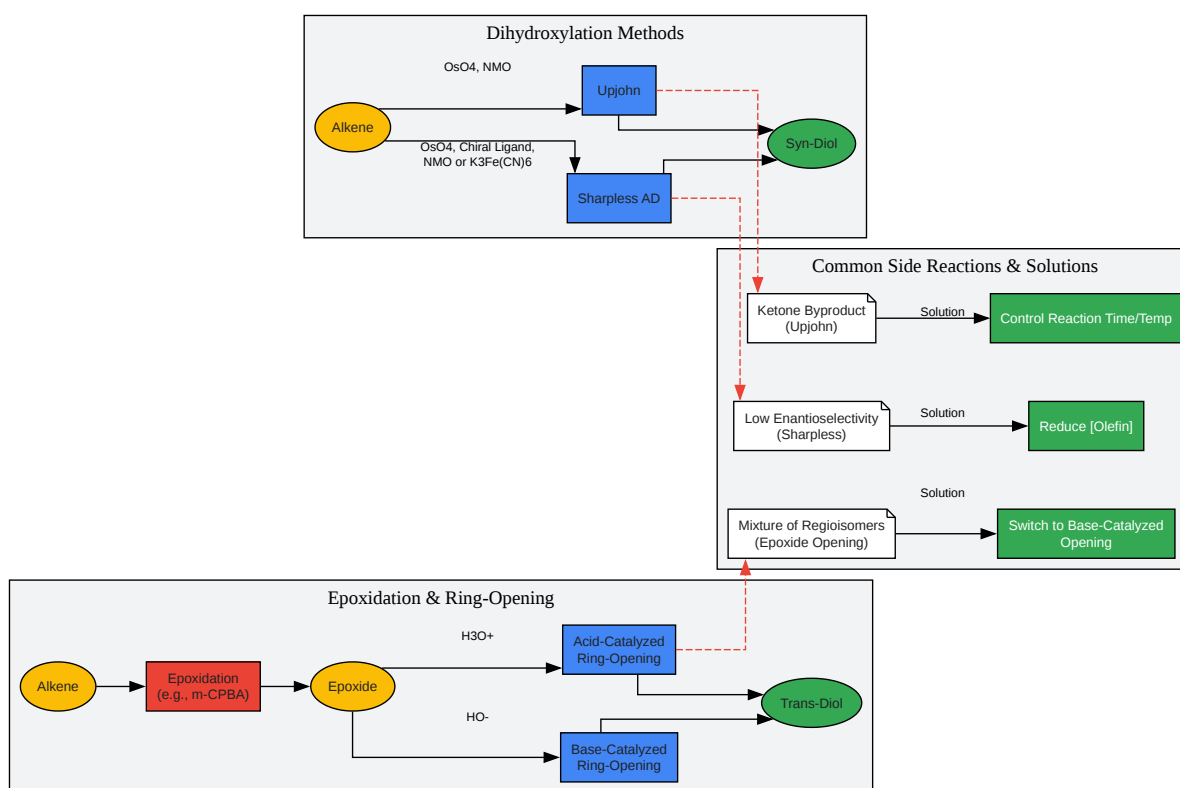 Dihydroxylation Methods
OsO4, NMO
Upjohn
Alkene
Syn-Diol
OsO4, Chiral Ligand,
NMO or K3Fe(CN)6
Sharpless AD
Common Side Reactions & Solutions
Ketone Byproduct
(Upjohn)
Solution
Control Reaction Time/Temp
Low Enantioselectivity
(Sharpless)
Solution
Reduce [Olefin]
Mixture of Regioisomers
(Epoxide Opening)
Solution
Switch to Base-Catalyzed
Opening
Epoxidation & Ring-Opening
H3O+
Acid-Catalyzed
Ring-Opening
Alkene
Epoxidation
(e.g., m-CPBA)
Epoxide
Trans-Diol
HO-
Base-Catalyzed
Ring-Opening